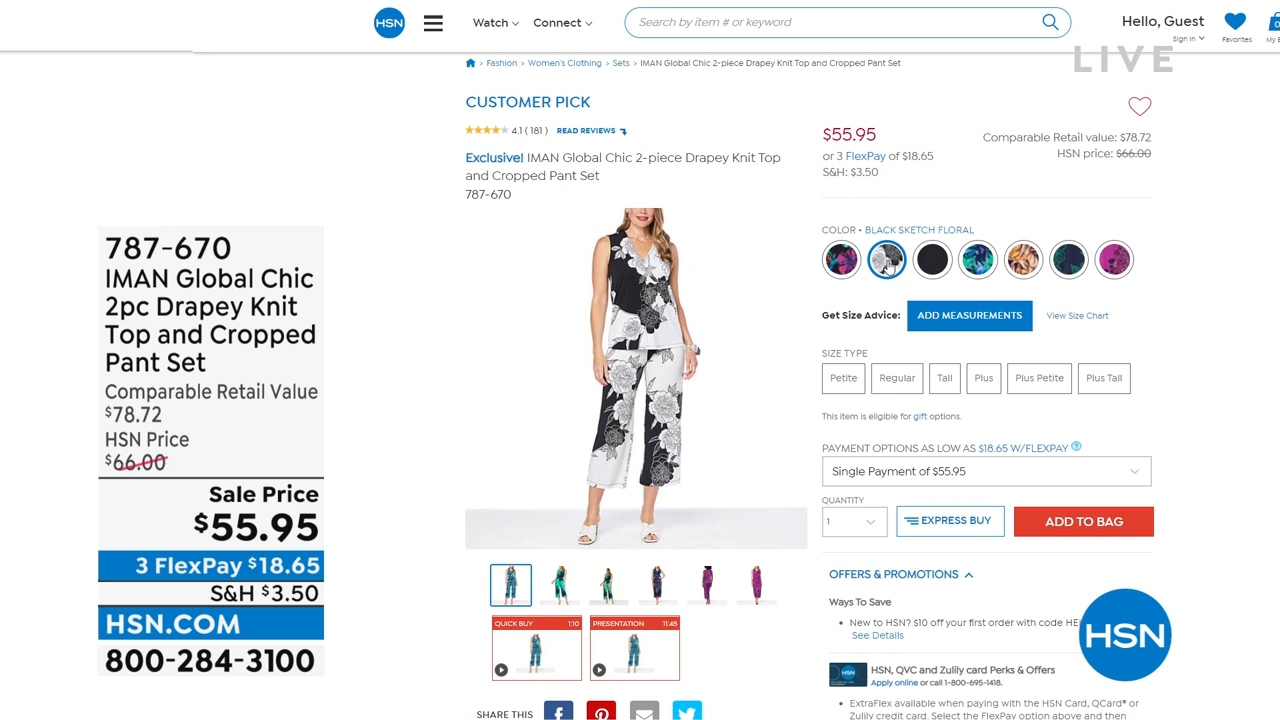 HSN
Watch
Connect
Search by item # or keyword
Hello, Guest
Sign In
Favorites
LIVE
> Fashion > Women's Clothing > Sets > IMAN Global Chic 2-piece Drapey Knit Top and Cropped Pant Set
CUSTOMER PICK
4.1 ( 181 ) READ REVIEWS
Exclusive! IMAN Global Chic 2-piece Drapey Knit Top
and Cropped Pant Set
787-670
$55.95
or 3 FlexPay of $18.65
S&H: $3.50
Comparable Retail value: $78.72
HSN price: $66.00
COLOR • BLACK SKETCH FLORAL
Get Size Advice: ADD MEASUREMENTS View Size Chart
SIZE TYPE
Petite Regular Tall Plus Plus Petite Plus Tall
This item is eligible for gift options.
PAYMENT OPTIONS AS LOW AS $18.65 W/FLEXPAY ?
Single Payment of $55.95
QUANTITY
1
EXPRESS BUY
ADD TO BAG
OFFERS & PROMOTIONS
Ways To Save
• New to HSN? $10 off your first order with code
See Details
HSN, QVC and Zulily card Perks & Offers
Apply online or call 1-800-695-1418.
• ExtraFlex available when paying with the HSN Card, QCard® or
Zulily credit card. Select the FlexPay option above and then
HSN
QUICK BUY 1:10
PRESENTATION 11:45
SHARE THIS
787-670
IMAN Global Chic
2pc Drapey Knit
Top and Cropped
Pant Set
Comparable Retail Value
$78.72
HSN Price
$66.00
Sale Price
$55.95
3 FlexPay $18.65
S&H $3.50
HSN.COM
800-284-3100